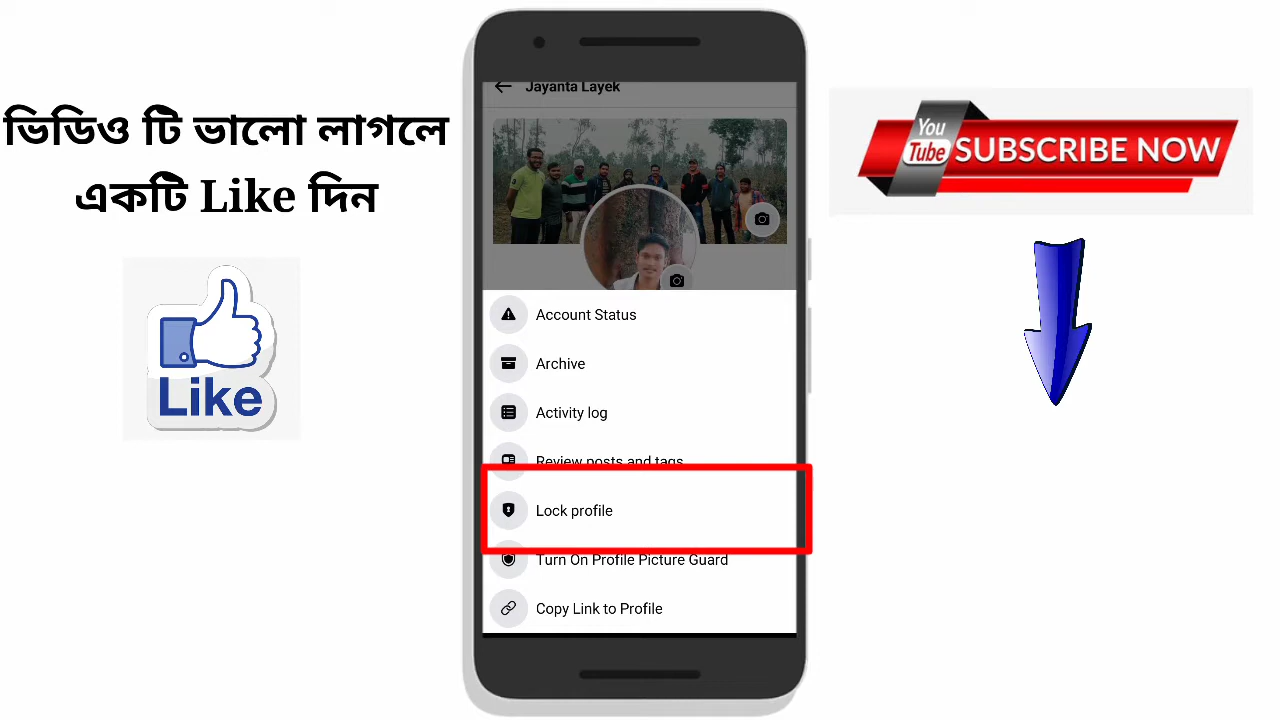 ভিডিও টি ভালো লাগলে
একটি Like দিন
Like
Jayanta Layek
Account Status
Archive
Activity log
Review posts and tags
Lock profile
Turn On Profile Picture Guard
Copy Link to Profile
You
Tube
SUBSCRIBE NOW